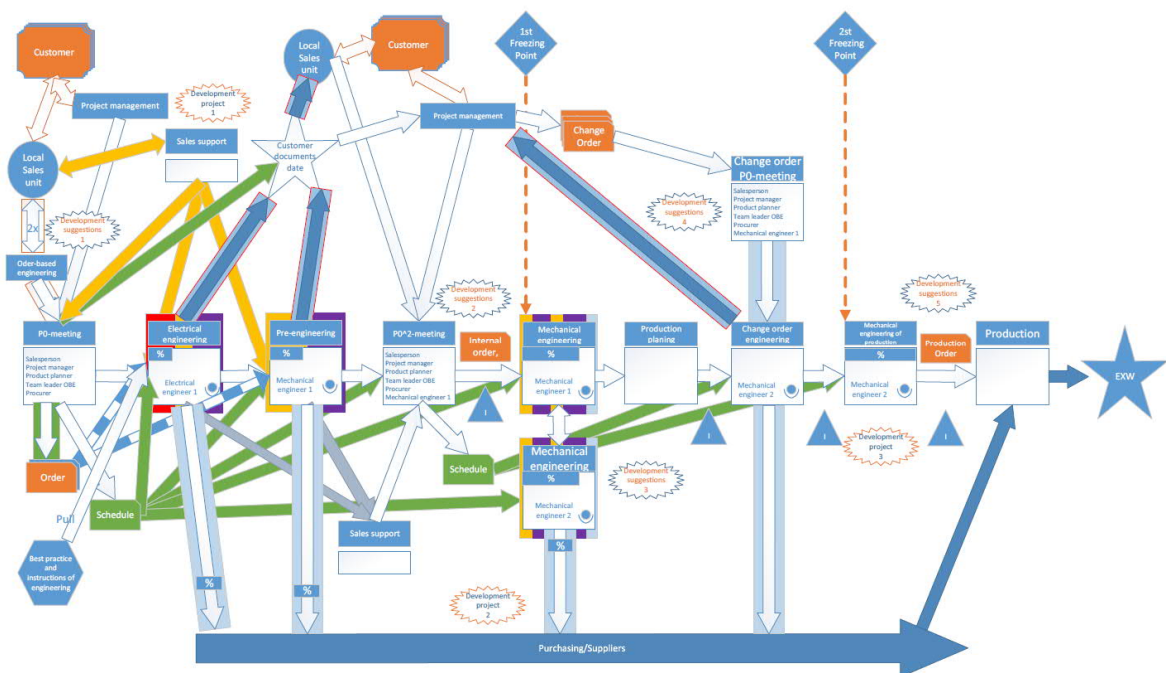 Customer
Project management
Development
project
1
Local
Sales
unit
Sales support
2x
Development
suggestions
1
Oder-based
engineering
Local
Sales
unit
Customer
Customer
documents
date
Project management
1st
Freezing
Point
Change
Order
2st
Freezing
Point
Change order
P0-meeting
Salesperson
Project manager
Product planner
Team leader OBE
Procurer
Mechanical engineer 1
Development
suggestions
4
Development
suggestions
2
Development
suggestions
5
P0-meeting
Salesperson
Project manager
Product planner
Team leader OBE
Procurer
Electrical
engineering
%
Electrical
engineer 1
Pre-engineering
%
Mechanical
engineer 1
P0^2-meeting
Salesperson
Project manager
Product planner
Team leader OBE
Procurer
Mechanical engineer 1
Internal
order,
I
Mechanical
engineering
%
Mechanical
engineer 1
Production
planing
I
Change order
engineering
Mechanical
engineer 2
I
Mechanical
engineering of
production
%
Mechanical
engineer 2
Production
Order
I
Production
EXW
Development
project
3
Order
Pull
Schedule
Best practice
and
instructions of
engineering
Schedule
Sales support
Mechanical
engineering
%
Mechanical
engineer 2
Development
suggestions
3
%
%
%
Development
project
2
Purchasing/Suppliers